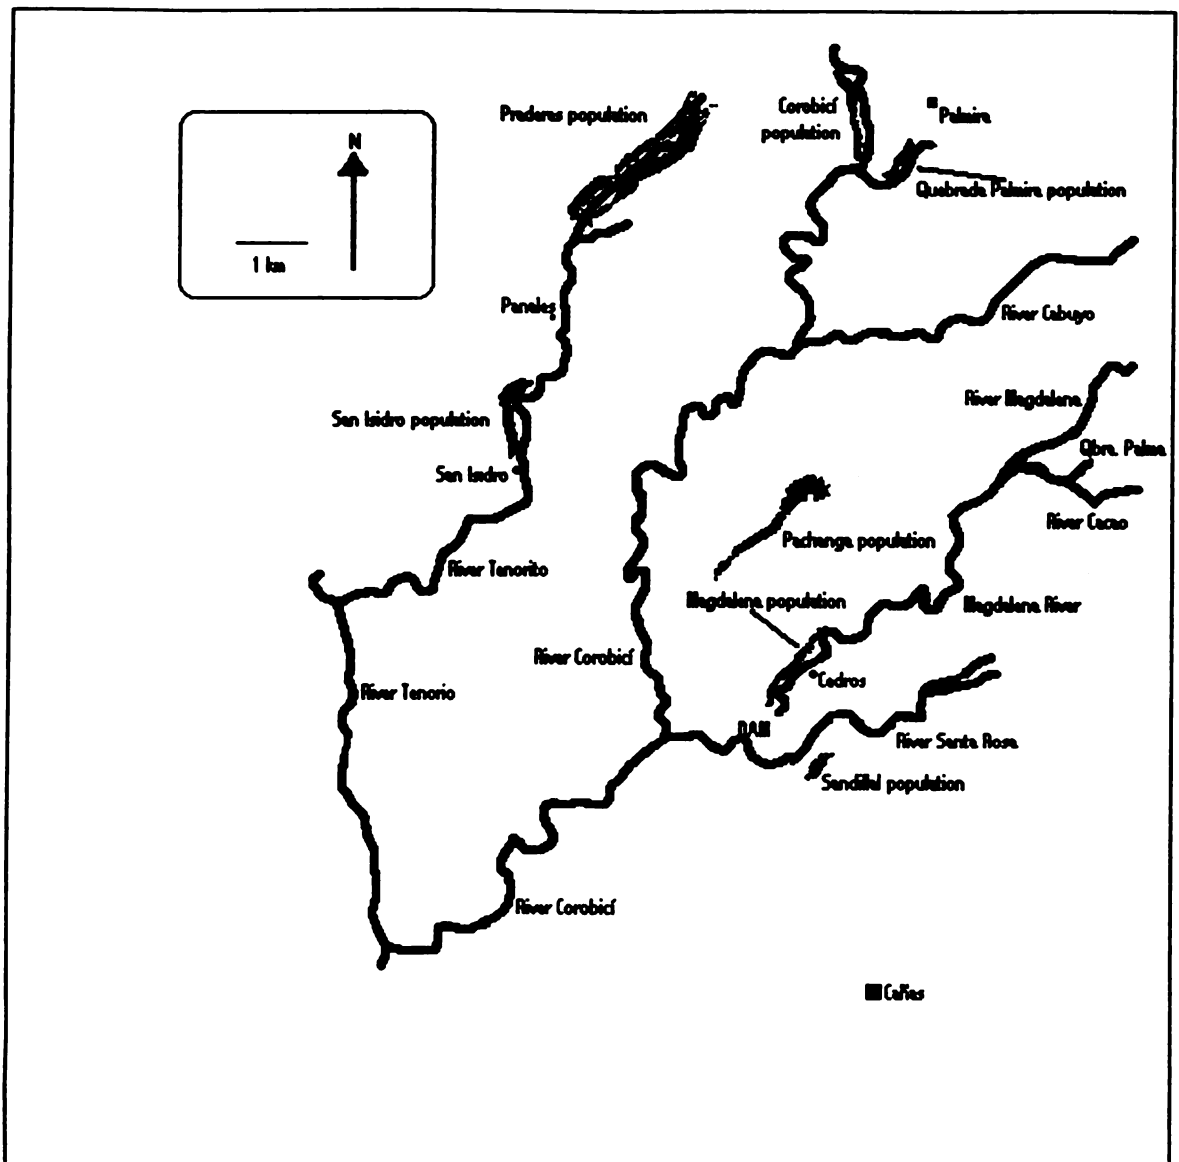 Corobicí
population
Palmira
Praderas population
N
Quebrada Palmira population
1 km
Paneles
River Cabuyo
River Magdalena
San Isidro population
Qbra. Palma
San Isidro
River Cacao
Pachanga population
River Tenorito
Magdalena population
Magdalena River
River Corobicí
Cedros
River Tenorio
DAM
River Santa Rosa
Sandillal population
River Corobicí
Cañas